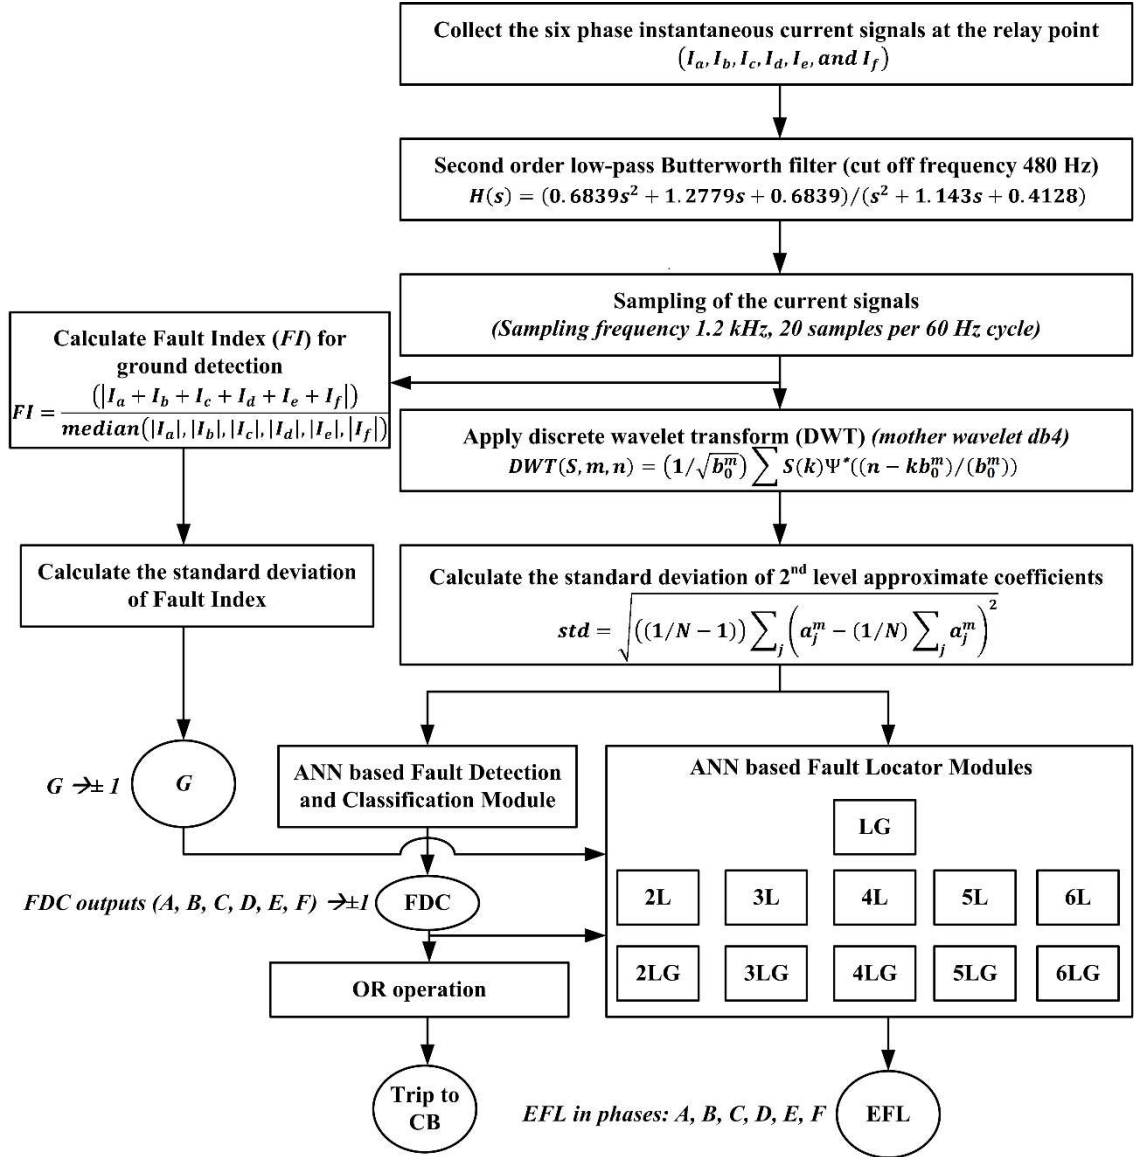 Collect the six phase instantaneous current signals at the relay point
(I_a, I_b, I_c, I_d, I_e, and I_f)
Second order low-pass Butterworth filter (cut off frequency 480 Hz)
H(s) = (0.6839s² + 1.2779s + 0.6839)/(s² + 1.143s + 0.4128)
Sampling of the current signals
(Sampling frequency 1.2 kHz, 20 samples per 60 Hz cycle)
Calculate Fault Index (FI) for
ground detection
FI = (|I_a + I_b + I_c + I_d + I_e + I_f|) / median(|I_a|, |I_b|, |I_c|, |I_d|, |I_e|, |I_f|)
Apply discrete wavelet transform (DWT) (mother wavelet db4)
DWT(S, m, n) = (1/√b_0^m) ∑ S(k)Ψ*((n − kb_0^m)/(b_0^m))
Calculate the standard deviation
of Fault Index
Calculate the standard deviation of 2nd level approximate coefficients
std = √(((1/N − 1)) ∑_j (a_j^m − (1/N) ∑_j a_j^m)²)
G →± 1
G
ANN based Fault Detection
and Classification Module
ANN based Fault Locator Modules
LG
2L 3L 4L 5L 6L
2LG 3LG 4LG 5LG 6LG
FDC outputs (A, B, C, D, E, F) →±1
FDC
OR operation
Trip to
CB
EFL in phases: A, B, C, D, E, F
EFL